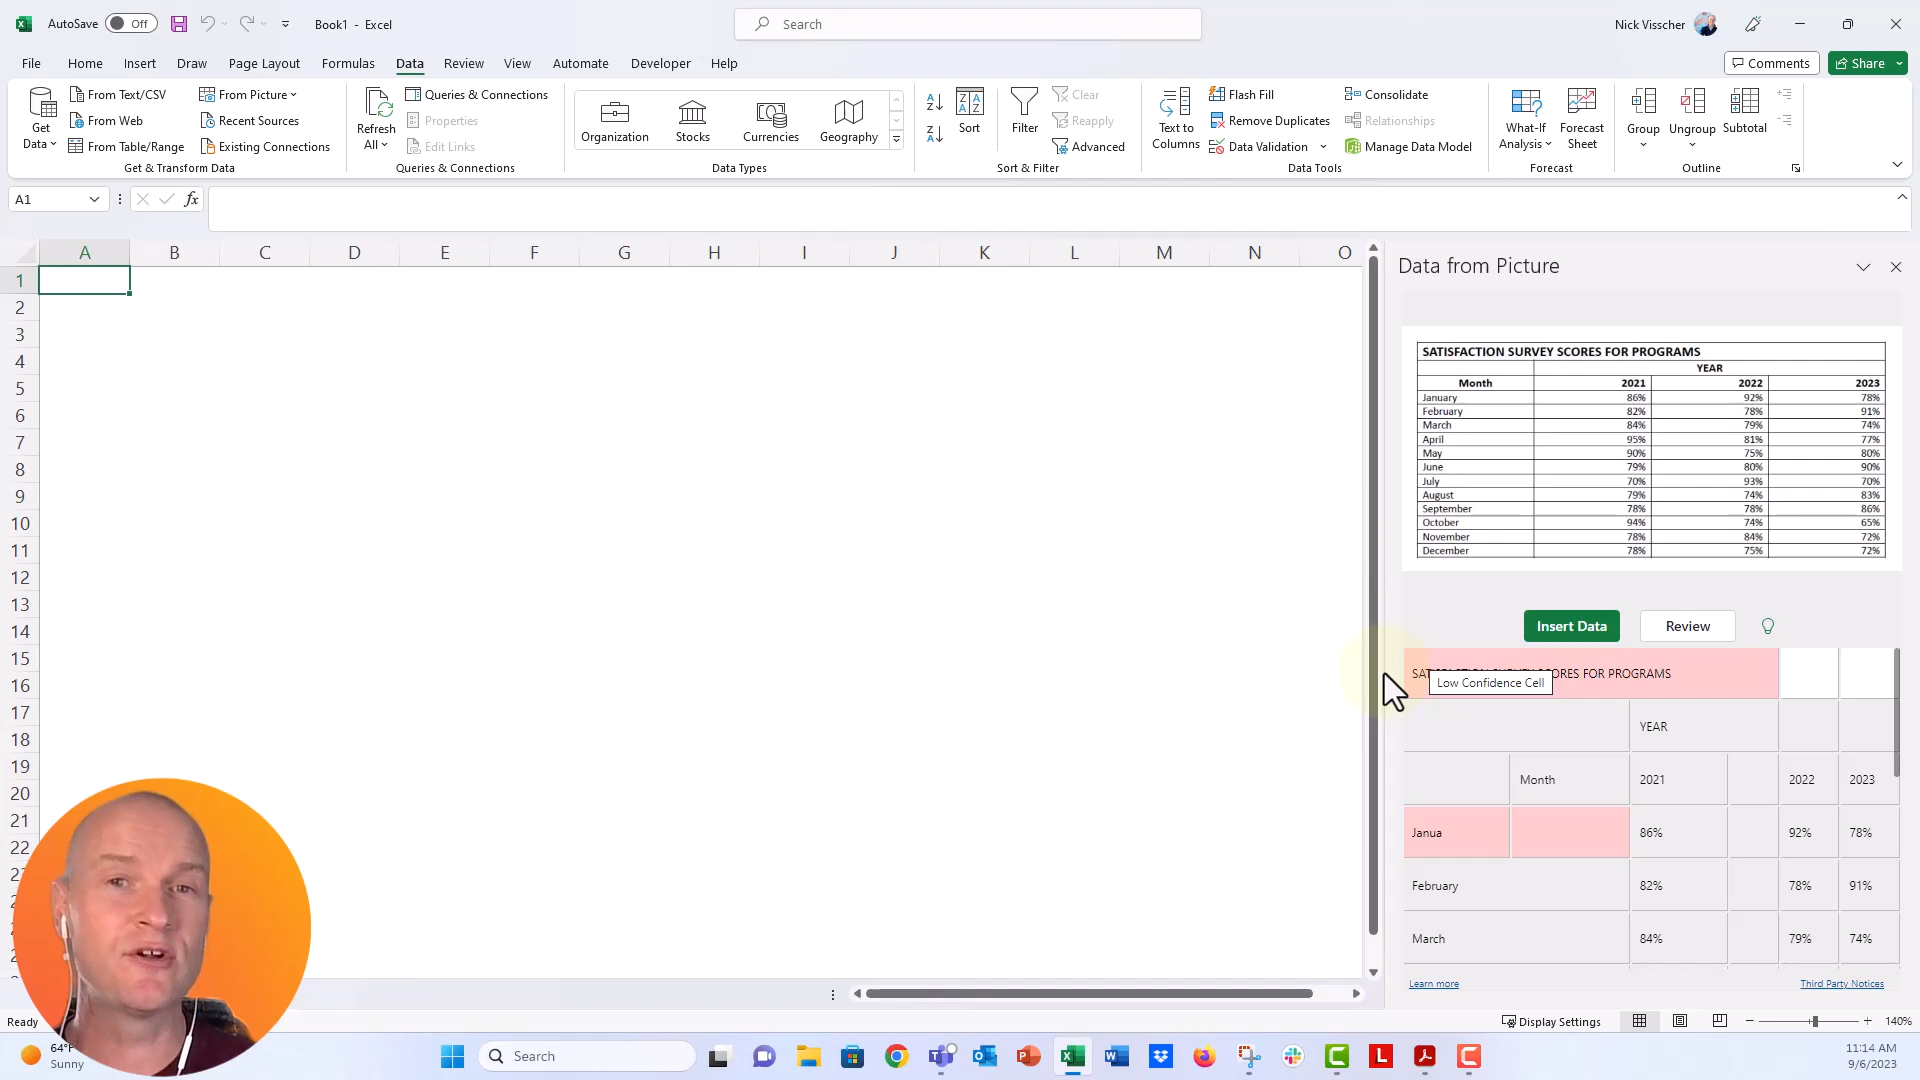 AutoSave Off Book1 - Excel Search Nick Visscher
File Home Insert Draw Page Layout Formulas Data Review View Automate Developer Help Comments Share
Get Data
From Text/CSV
From Web
From Table/Range
From Picture
Recent Sources
Existing Connections
Get & Transform Data
Refresh All
Queries & Connections
Properties
Edit Links
Queries & Connections
Organization Stocks Currencies Geography
Data Types
Sort
Filter
Clear
Reapply
Advanced
Sort & Filter
Text to Columns
Flash Fill
Remove Duplicates
Data Validation
Consolidate
Relationships
Manage Data Model
Data Tools
What-If Analysis
Forecast Sheet
Forecast
Group
Ungroup
Subtotal
Outline
A1 fx
A B C D E F G H I J K L M N O
1
2
3
4
5
6
7
8
9
10
11
12
13
14
15
16
17
18
19
20
21
22
Data from Picture
SATISFACTION SURVEY SCORES FOR PROGRAMS
YEAR
Month 2021 2022 2023
January 86% 92% 78%
February 82% 78% 91%
March 84% 79% 74%
April 95% 81% 77%
May 90% 75% 80%
June 79% 80% 90%
July 70% 93% 70%
August 79% 74% 83%
September 78% 78% 86%
October 94% 74% 65%
November 78% 84% 72%
December 78% 75% 72%
Insert Data Review
FOR PROGRAMS
Low Confidence Cell
YEAR
Month 2021 2022 2023
Janua 86% 92% 78%
February 82% 78% 91%
March 84% 79% 74%
Learn more Third Party Notices
Ready Display Settings 140%
64°F
Sunny
Search
11:14 AM
9/6/2023